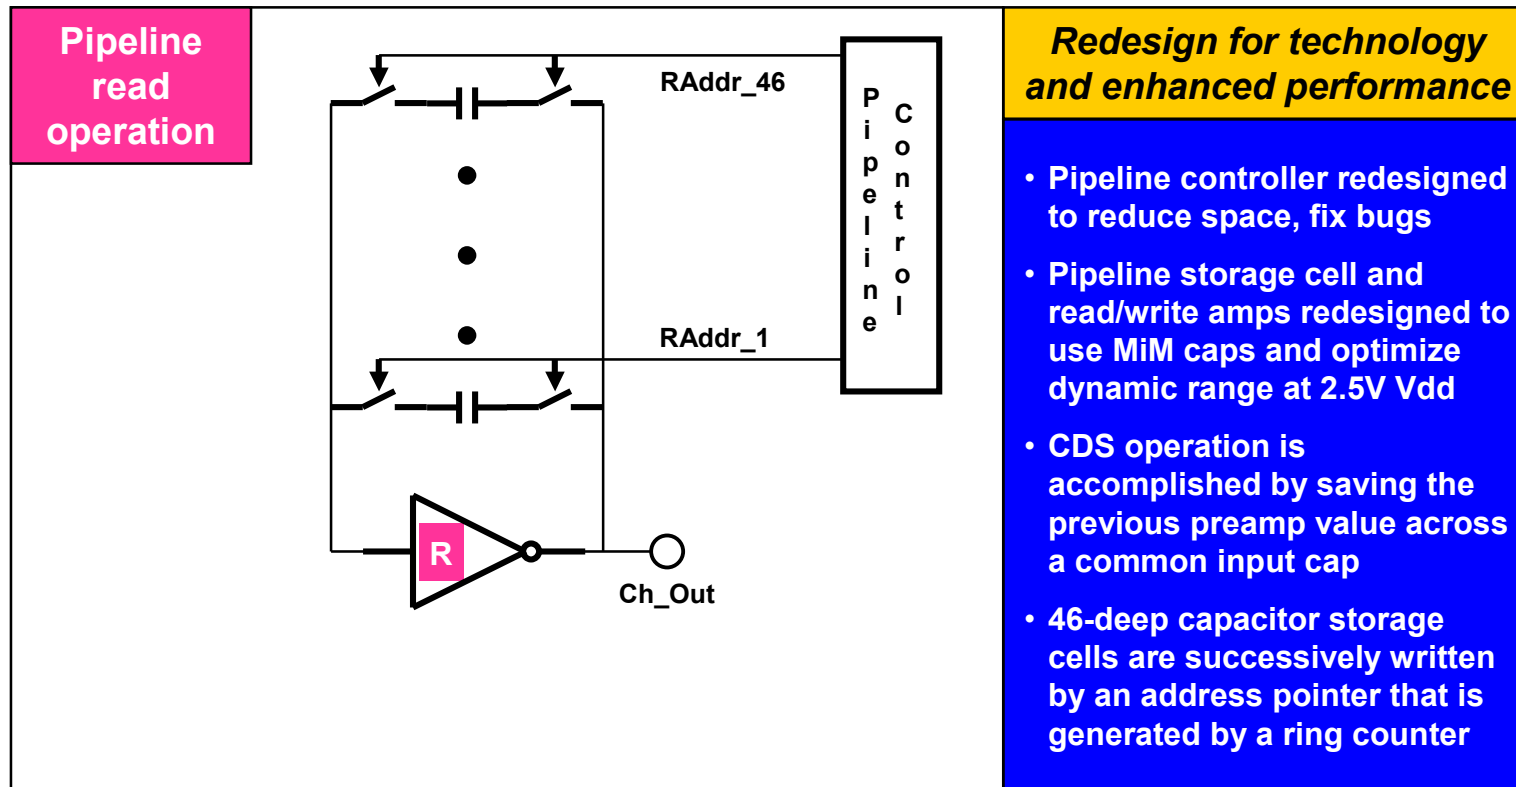 Pipeline
read
operation
RAddr_46
RAddr_1
Pipeline
Control
R
Ch_Out
Redesign for technology
and enhanced performance
• Pipeline controller redesigned
to reduce space, fix bugs
• Pipeline storage cell and
read/write amps redesigned to
use MiM caps and optimize
dynamic range at 2.5V Vdd
• CDS operation is
accomplished by saving the
previous preamp value across
a common input cap
• 46-deep capacitor storage
cells are successively written
by an address pointer that is
generated by a ring counter